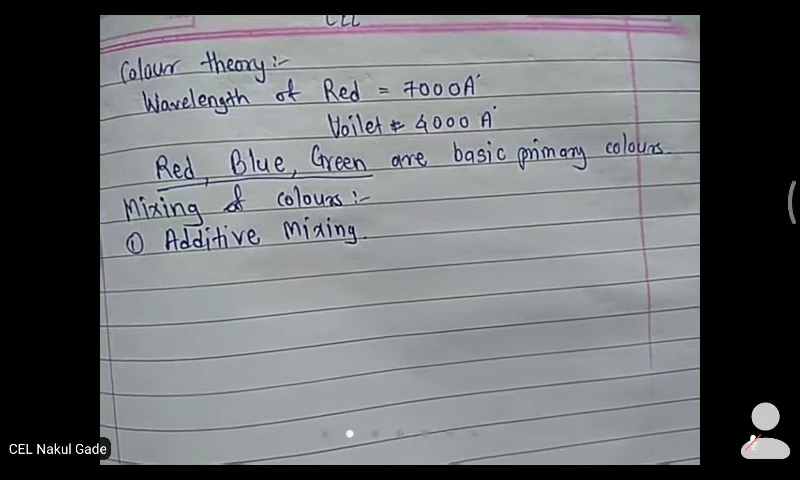 CEL
Colour theory:-
Wavelength of Red = 7000A°
Voilet = 4000 A°
Red, Blue, Green are basic primary colours.
Mixing of colours:-
① Additive Mixing.
CEL Nakul Gade